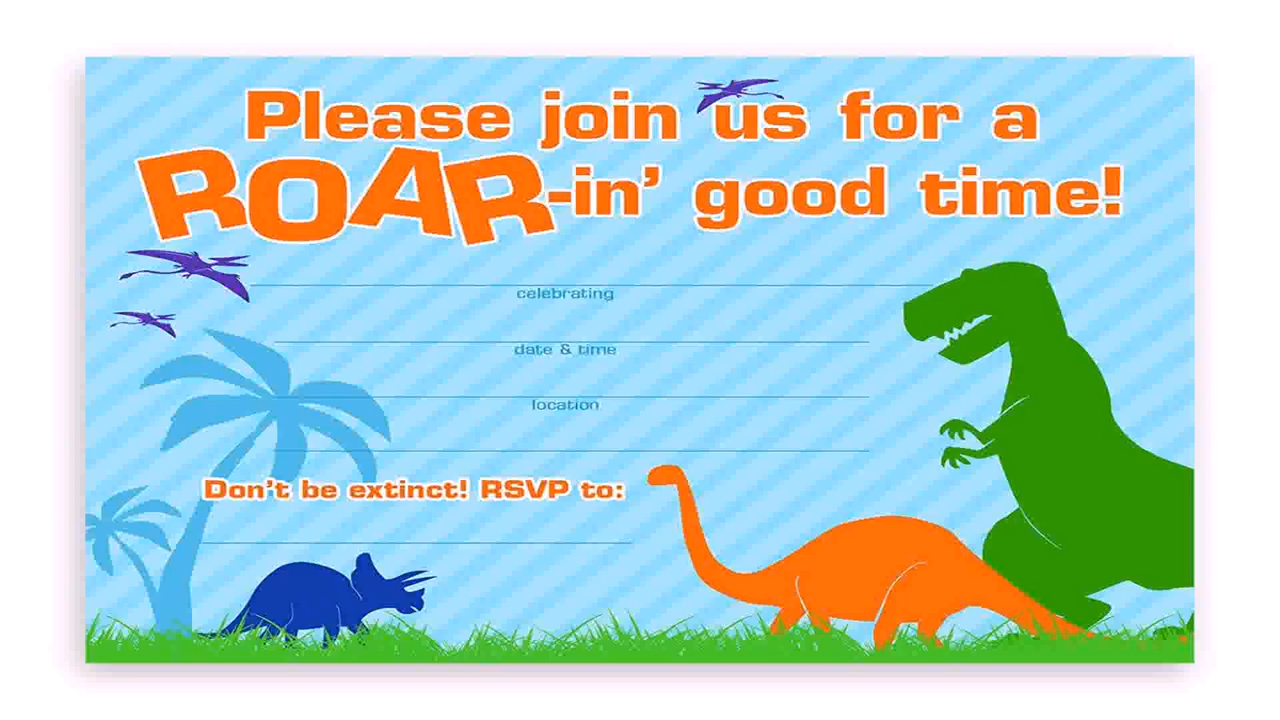 Please join us for a
ROAR-in’ good time!
celebrating
date & time
location
Don’t be extinct! RSVP to: